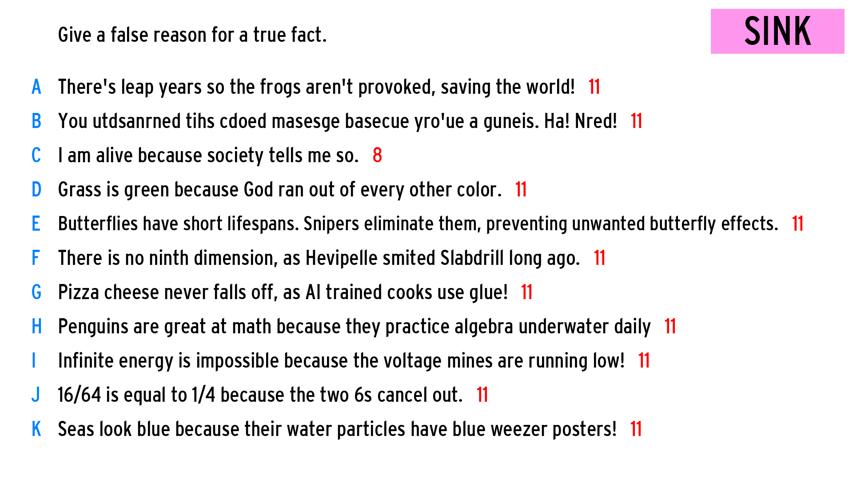 Give a false reason for a true fact.
SINK
A There's leap years so the frogs aren't provoked, saving the world! 11
B You utdsanrned tihs cdoed masesge basecue yro'ue a guneis. Ha! Nred! 11
C I am alive because society tells me so. 8
D Grass is green because God ran out of every other color. 11
E Butterflies have short lifespans. Snipers eliminate them, preventing unwanted butterfly effects. 11
F There is no ninth dimension, as Hevipelle smited Slabdrill long ago. 11
G Pizza cheese never falls off, as AI trained cooks use glue! 11
H Penguins are great at math because they practice algebra underwater daily 11
I Infinite energy is impossible because the voltage mines are running low! 11
J 16/64 is equal to 1/4 because the two 6s cancel out. 11
K Seas look blue because their water particles have blue weezer posters! 11